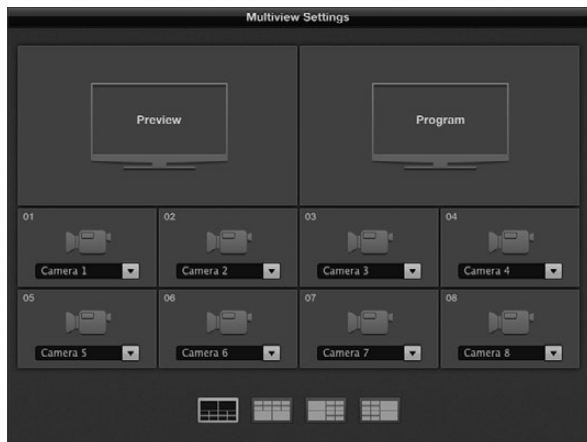 Multiview Settings
Preview
Program
01
02
03
04
Camera 1
Camera 2
Camera 3
Camera 4
05
06
07
08
Camera 5
Camera 6
Camera 7
Camera 8